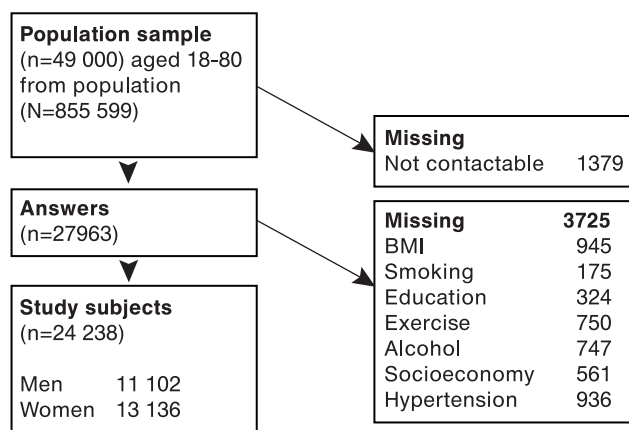 Population sample
(n=49 000) aged 18-80
from population
(N=855 599)
Missing
Not contactable 1379
Answers
(n=27963)
Missing 3725
BMI 945
Smoking 175
Education 324
Exercise 750
Alcohol 747
Socioeconomy 561
Hypertension 936
Study subjects
(n=24 238)
Men 11 102
Women 13 136